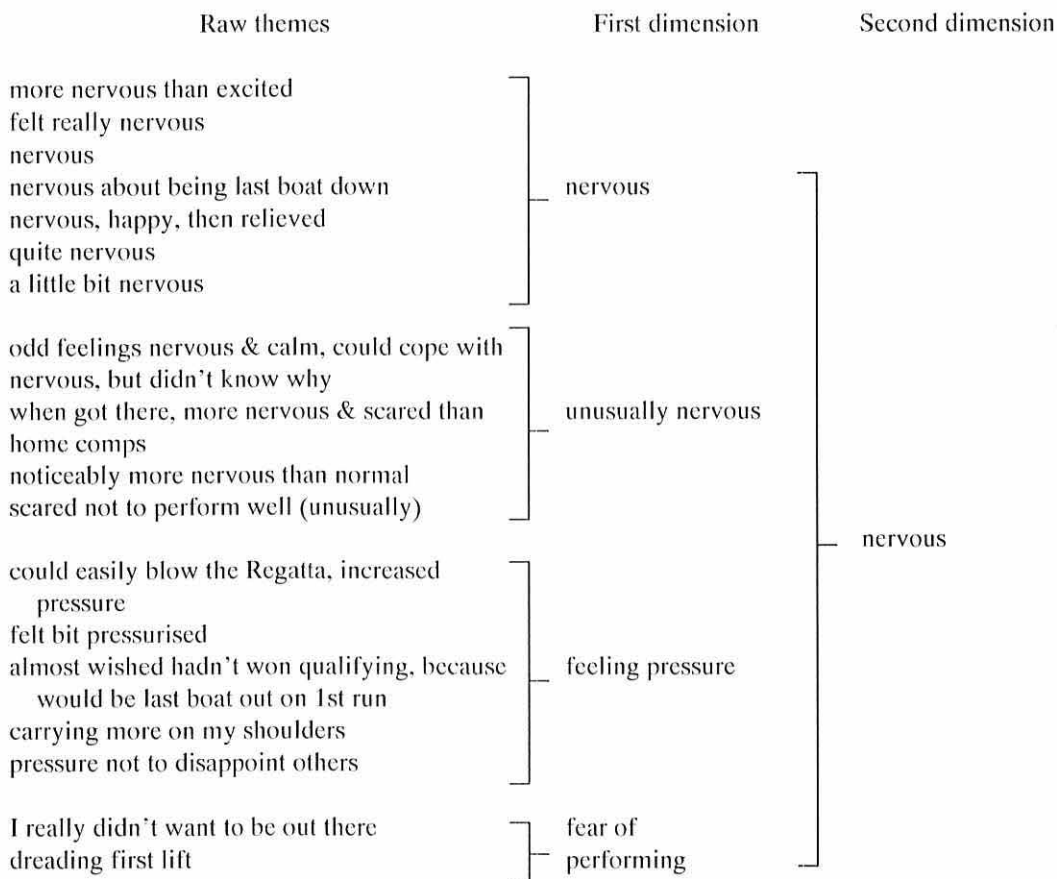 Raw themes First dimension Second dimension
more nervous than excited
felt really nervous
nervous
nervous about being last boat down nervous
nervous, happy, then relieved
quite nervous
a little bit nervous
odd feelings nervous & calm, could cope with
nervous, but didn't know why
when got there, more nervous & scared than unusually nervous
home comps
noticeably more nervous than normal
scared not to perform well (unusually)
nervous
could easily blow the Regatta, increased
pressure
felt bit pressurised
almost wished hadn't won qualifying, because feeling pressure
would be last boat out on 1st run
carrying more on my shoulders
pressure not to disappoint others
I really didn't want to be out there fear of
dreading first lift performing